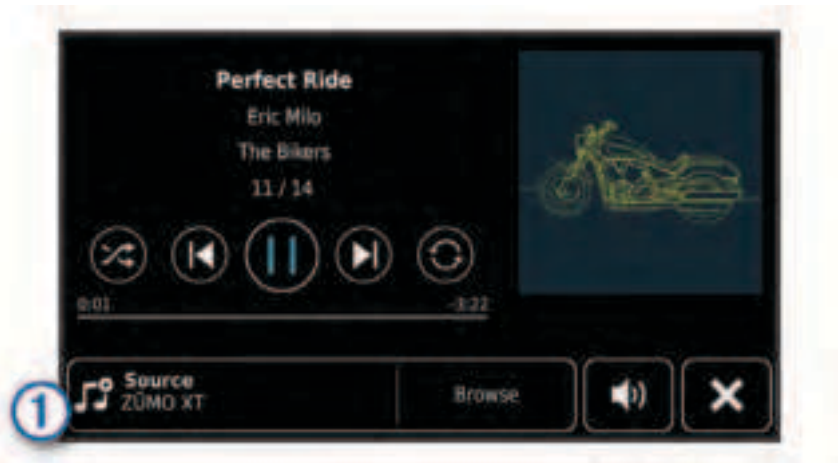 Perfect Ride
Eric Milo
The Bikers
11 / 14
0:01 -3:22
Source
ZŪMO XT
Browse
1